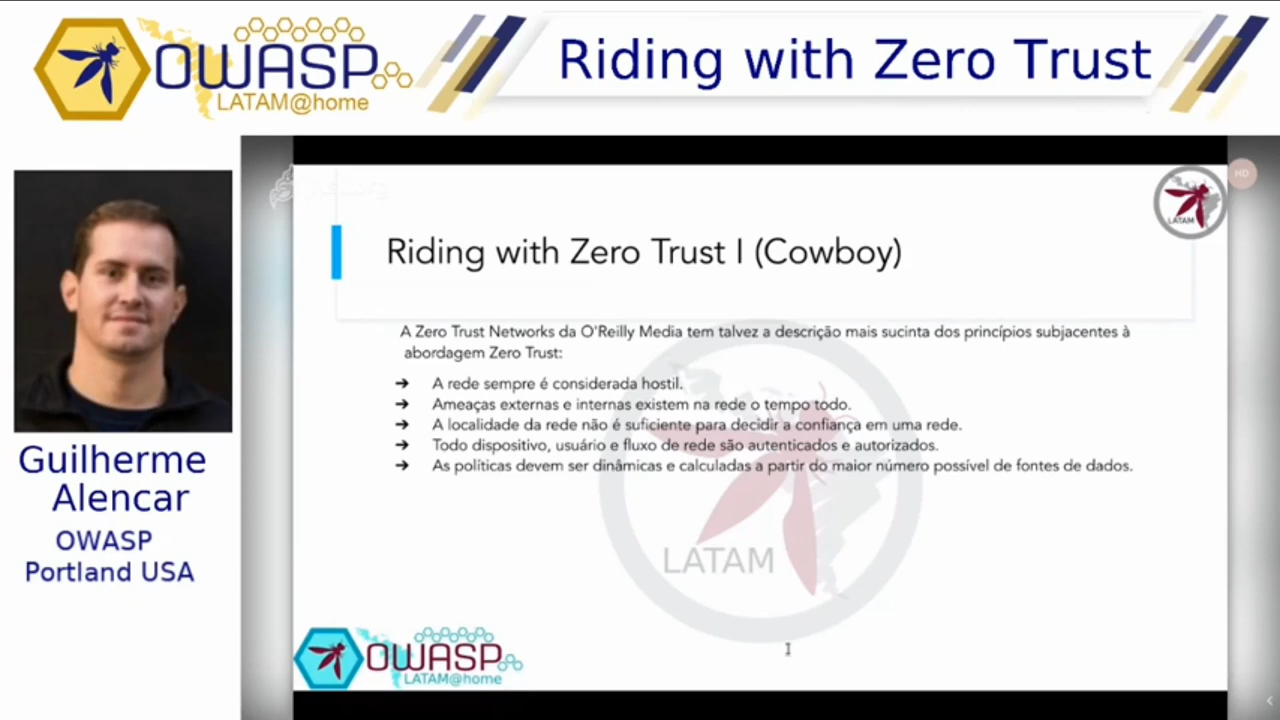 OWASP
LATAM@home
Riding with Zero Trust
HD
LATAM
Riding with Zero Trust I (Cowboy)
A Zero Trust Networks da O'Reilly Media tem talvez a descrição mais sucinta dos princípios subjacentes à
abordagem Zero Trust:
➔ A rede sempre é considerada hostil.
➔ Ameaças externas e internas existem na rede o tempo todo.
➔ A localidade da rede não é suficiente para decidir a confiança em uma rede.
➔ Todo dispositivo, usuário e fluxo de rede são autenticados e autorizados.
➔ As políticas devem ser dinâmicas e calculadas a partir do maior número possível de fontes de dados.
LATAM
Guilherme
Alencar
OWASP
Portland USA
OWASP
LATAM@home